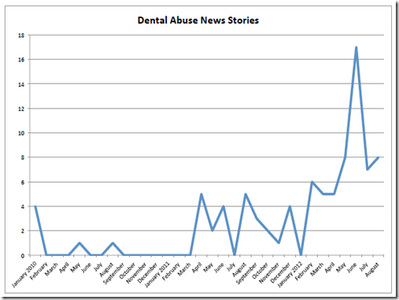 Dental Abuse News Stories
18
16
14
12
10
8
6
4
2
0
January 2010
February
March
April
May
June
July
August
September
October
November
December
January 2011
February
March
April
May
June
July
August
September
October
November
December
January 2012
February
March
April
May
June
July
August